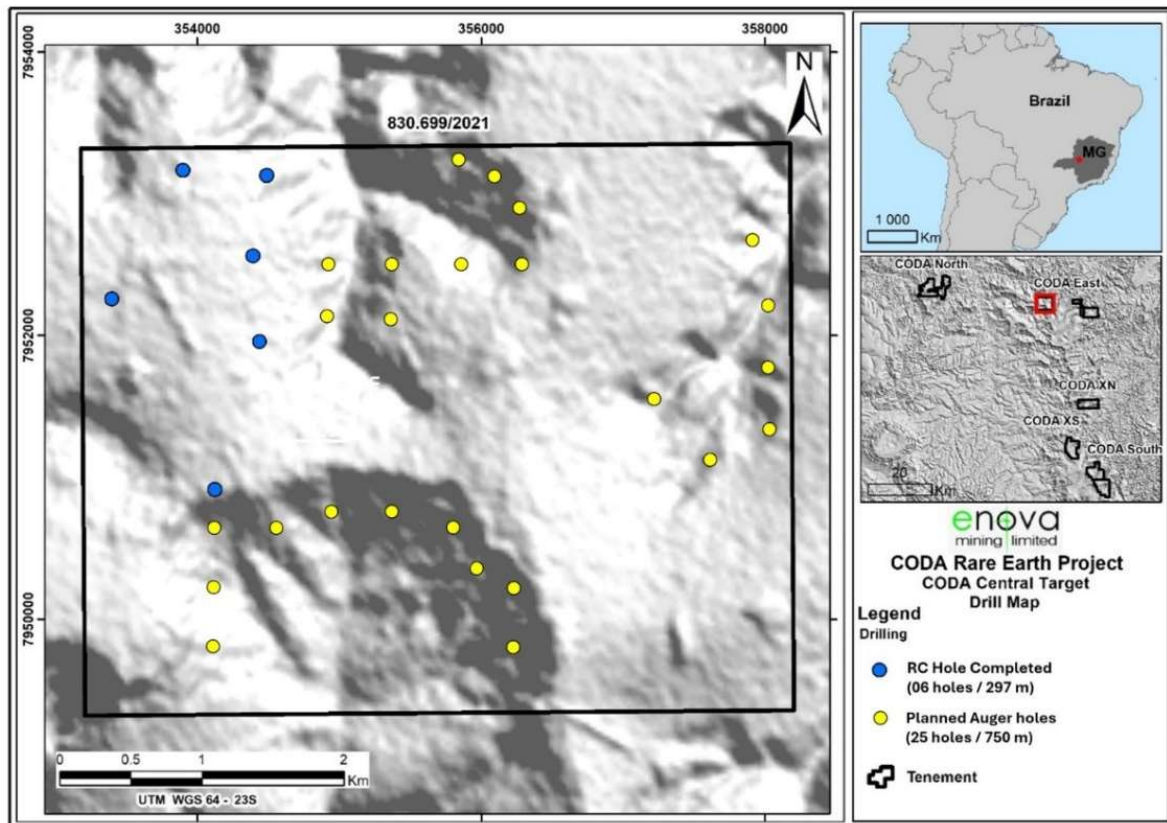 354000
356000
358000
7954000
7952000
7950000
N
830.699/2021
0
0.5
1
2
Km
UTM WGS 64 - 23S
Brazil
MG
1 000
Km
CODA North
CODA East
CODA XN
CODA XS
CODA South
20
Km
enova
mining limited
CODA Rare Earth Project
CODA Central Target
Drill Map
Legend
Drilling
RC Hole Completed
(06 holes / 297 m)
Planned Auger holes
(25 holes / 750 m)
Tenement